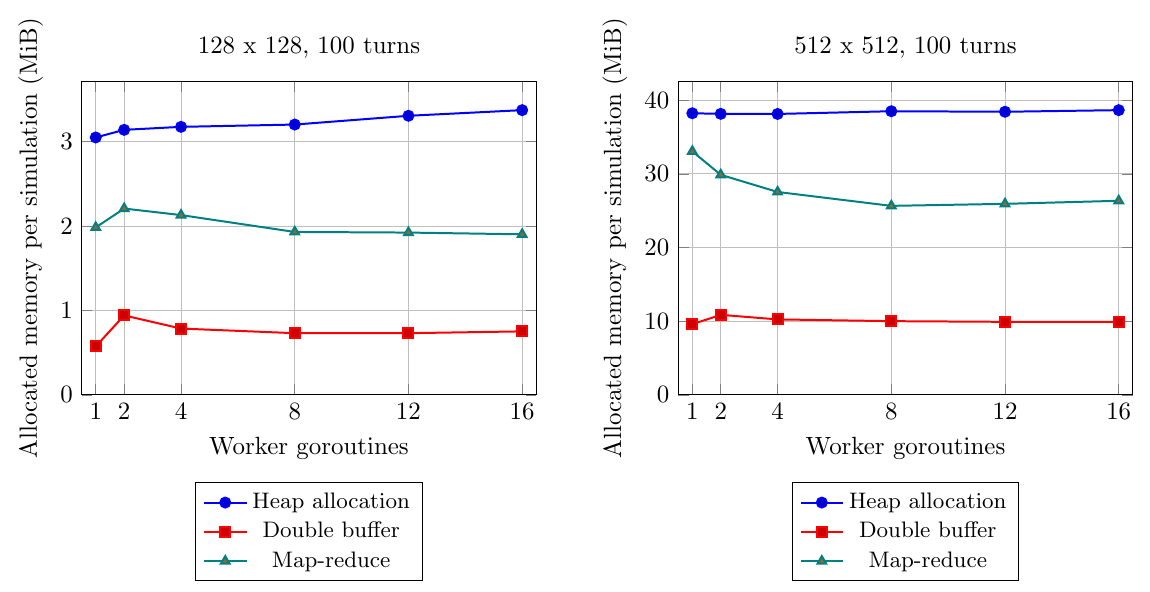 128 x 128, 100 turns
Allocated memory per simulation (MiB)
3
2
1
0
1 2 4 8 12 16
Worker goroutines
Heap allocation
Double buffer
Map-reduce
512 x 512, 100 turns
Allocated memory per simulation (MiB)
40
30
20
10
0
1 2 4 8 12 16
Worker goroutines
Heap allocation
Double buffer
Map-reduce